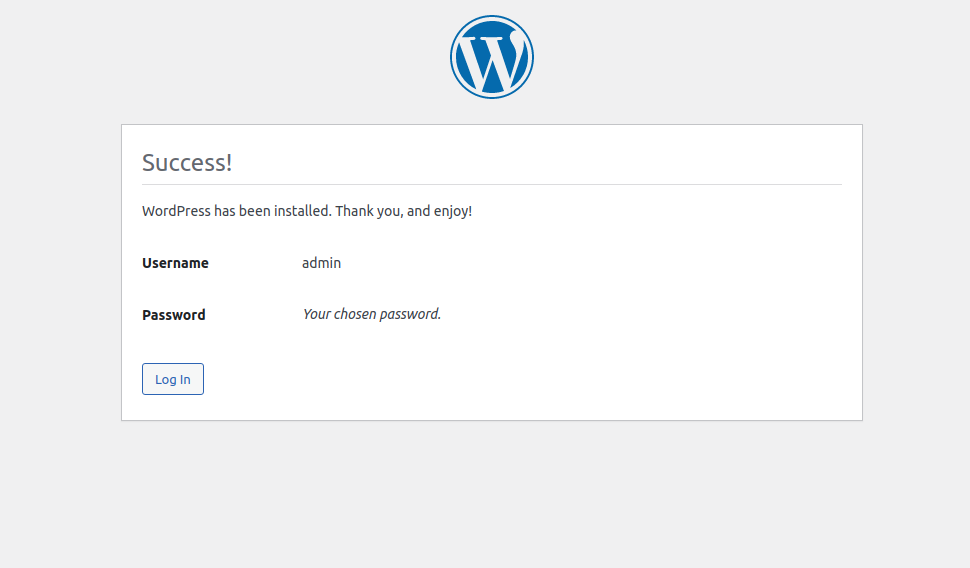 Success!
WordPress has been installed. Thank you, and enjoy!
Username admin
Password Your chosen password.
Log In